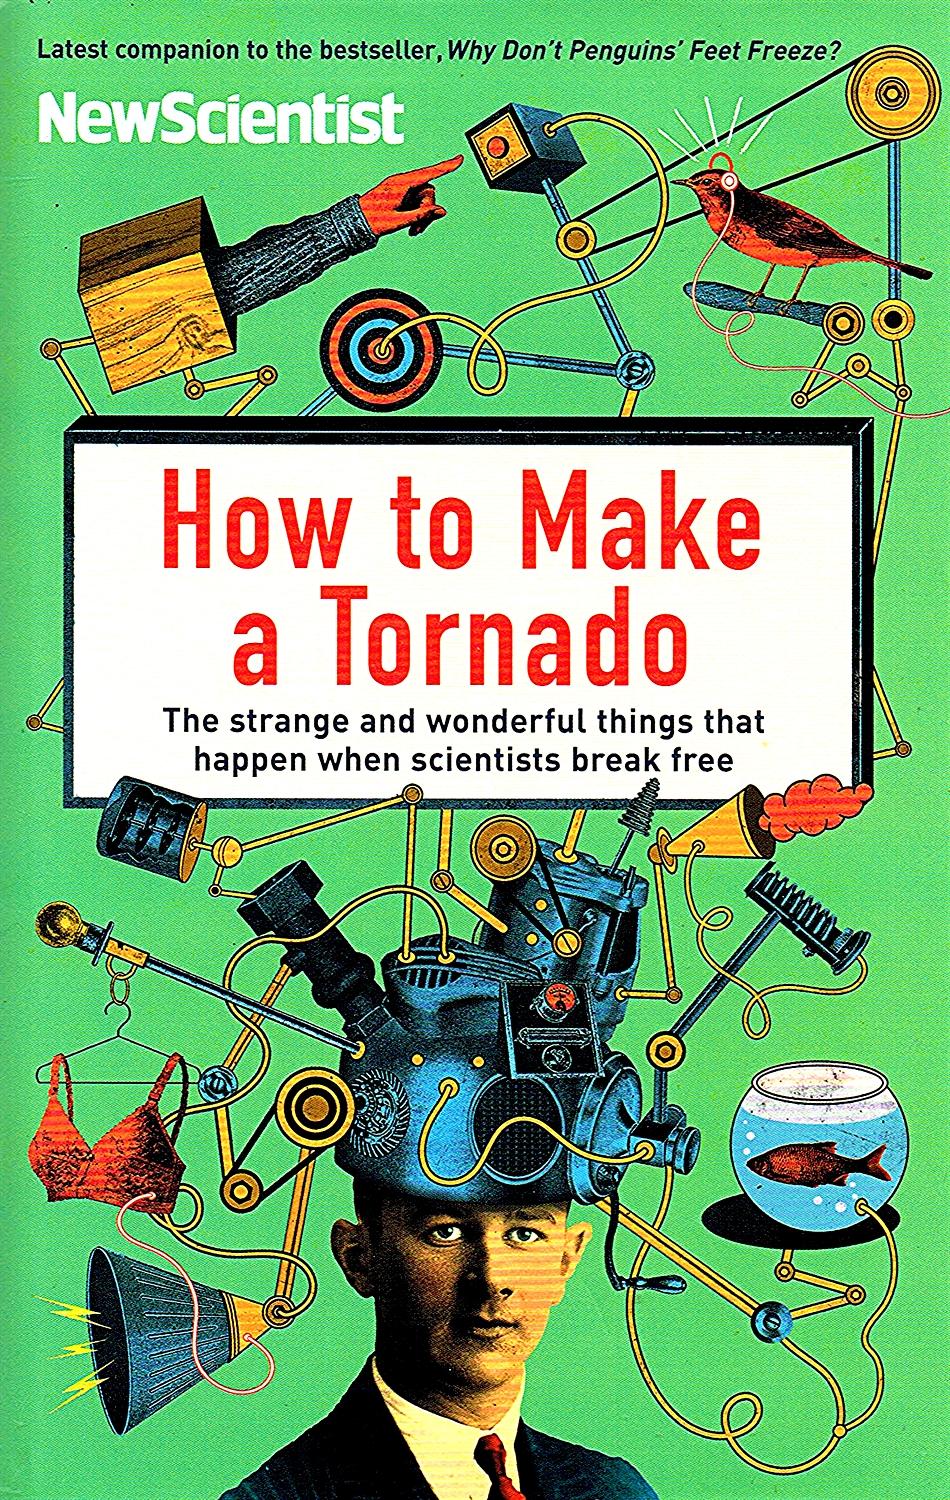 Latest companion to the bestseller, Why Don't Penguins' Feet Freeze?
NewScientist
How to Make
a Tornado
The strange and wonderful things that
happen when scientists break free